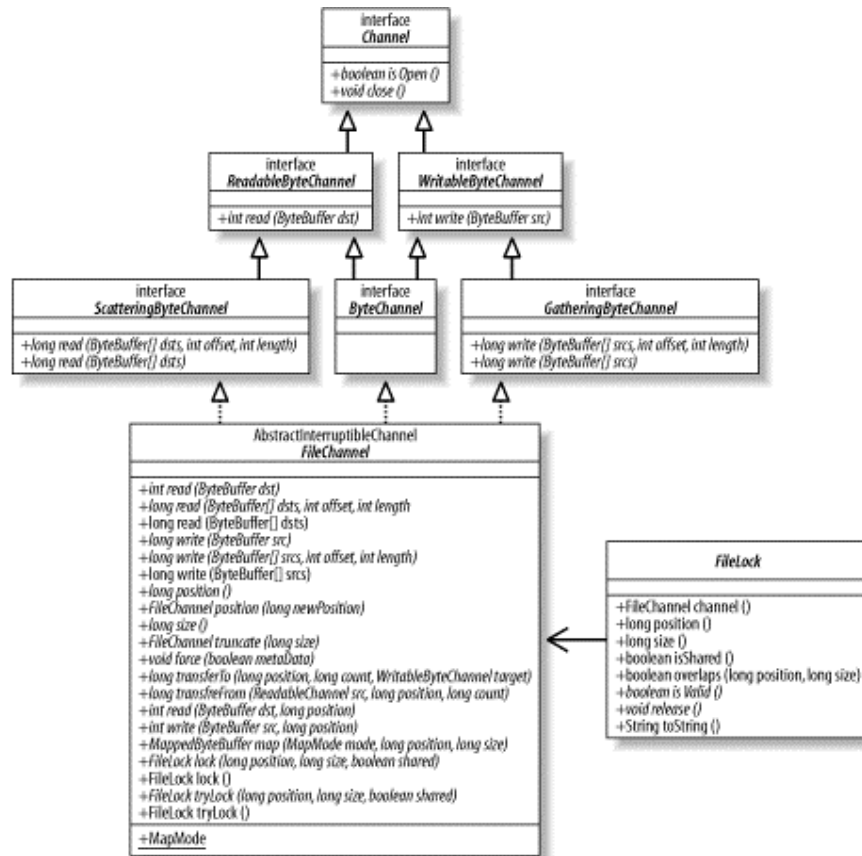 interface
Channel
+boolean is Open ()
+void close ()
interface
ReadableByteChannel
+int read (ByteBuffer dst)
interface
WritableByteChannel
+int write (ByteBuffer src)
interface
ScatteringByteChannel
+long read (ByteBuffer[] dsts, int offset, int length)
+long read (ByteBuffer[] dsts)
interface
ByteChannel
interface
GatheringByteChannel
+long write (ByteBuffer[] srcs, int offset, int length)
+long write (ByteBuffer[] srcs)
AbstractInterruptibleChannel
FileChannel
+int read (ByteBuffer dst)
+long read (ByteBuffer[] dsts, int offset, int length
+long read (ByteBuffer[] dsts)
+long write (ByteBuffer src)
+long write (ByteBuffer[] srcs, int offset, int length)
+long write (ByteBuffer[] srcs)
+long position ()
+FileChannel position (long newPosition)
+long size ()
+FileChannel truncate (long size)
+void force (boolean metaData)
+long transferTo (long position, long count, WritableByteChannel target)
+long transfreFrom (ReadableChannel src, long position, long count)
+int read (ByteBuffer dst, long position)
+int write (ByteBuffer src, long position)
+MappedByteBuffer map (MapMode mode, long position, long size)
+FileLock lock (long position, long size, boolean shared)
+FileLock lock ()
+FileLock tryLock (long position, long size, boolean shared)
+FileLock tryLock ()
+MapMode
FileLock
+FileChannel channel ()
+long position ()
+long size ()
+boolean isShared ()
+boolean overlaps (long position, long size)
+boolean is Valid ()
+void release ()
+String toString ()